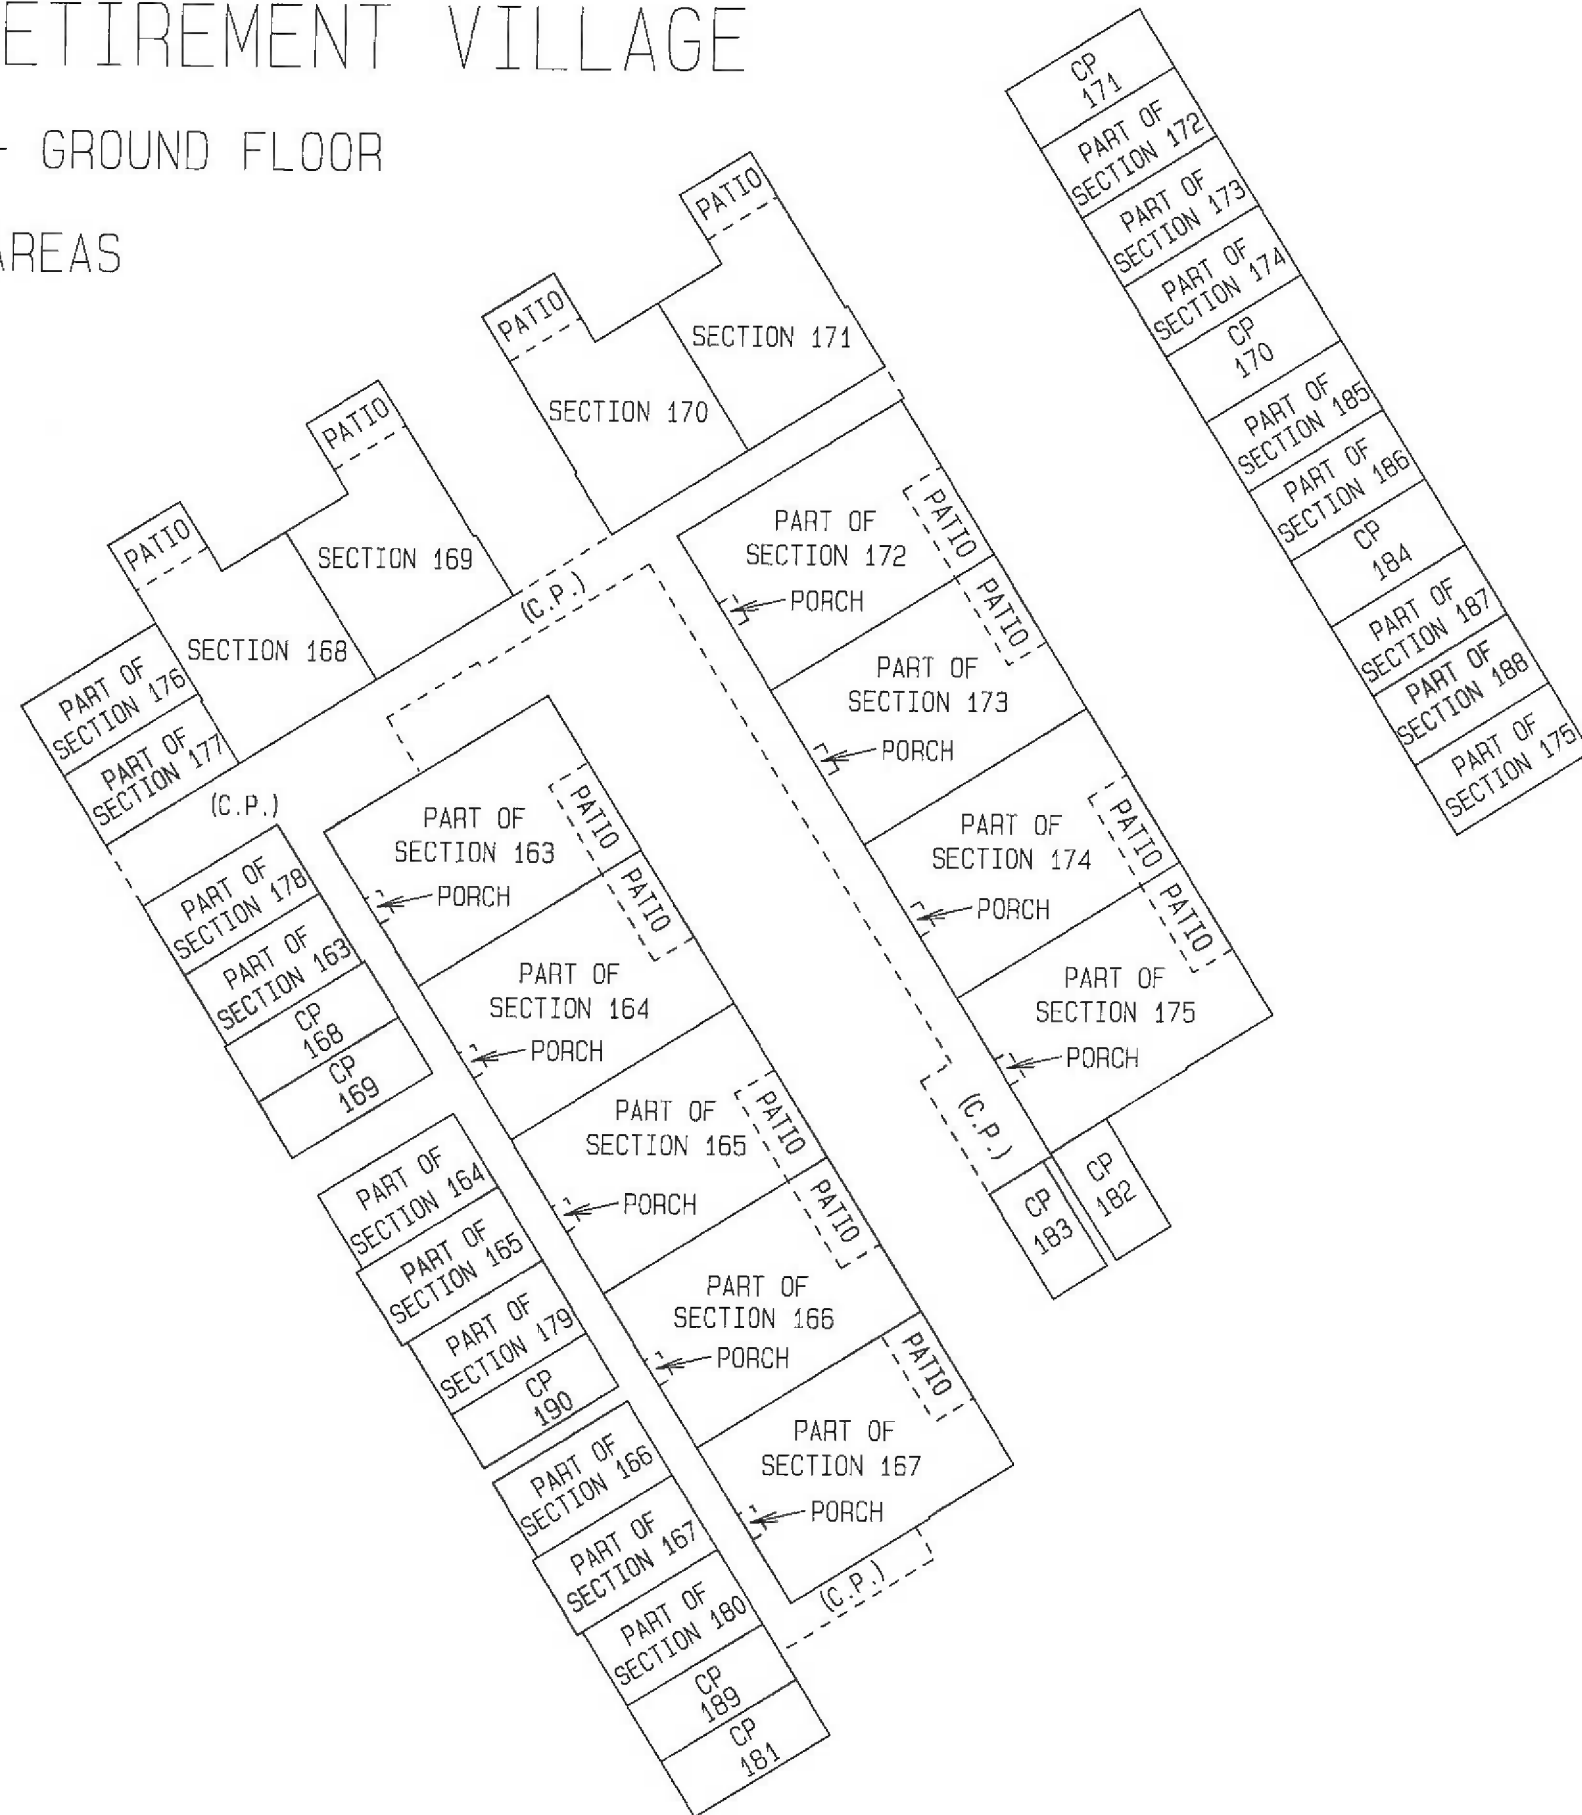 ETIREMENT VILLAGE
- GROUND FLOOR
AREAS
CP
171
PART OF
SECTION 172
PART OF
SECTION 173
PART OF
SECTION 174
CP
170
PART OF
SECTION 185
PART OF
SECTION 186
CP
184
PART OF
SECTION 187
PART OF
SECTION 188
PART OF
SECTION 175
PATIO
PATIO
SECTION 171
SECTION 170
PATIO
PATIO
SECTION 169
SECTION 168
(C.P.)
PART OF
SECTION 176
PART OF
SECTION 177
(C.P.)
PART OF
SECTION 172
PATIO
PORCH
PATIO
PART OF
SECTION 173
PORCH
PART OF
SECTION 174
PATIO
PORCH
PATIO
PART OF
SECTION 175
PORCH
(C.P.)
CP
183
CP
182
PART OF
SECTION 163
PATIO
PORCH
PATIO
PART OF
SECTION 164
PORCH
PART OF
SECTION 165
PATIO
PORCH
PATIO
PART OF
SECTION 166
PORCH
PATIO
PART OF
SECTION 167
PORCH
(C.P.)
PART OF
SECTION 178
PART OF
SECTION 163
CP
168
CP
169
PART OF
SECTION 164
PART OF
SECTION 165
PART OF
SECTION 179
CP
190
PART OF
SECTION 166
PART OF
SECTION 167
PART OF
SECTION 180
CP
189
CP
181